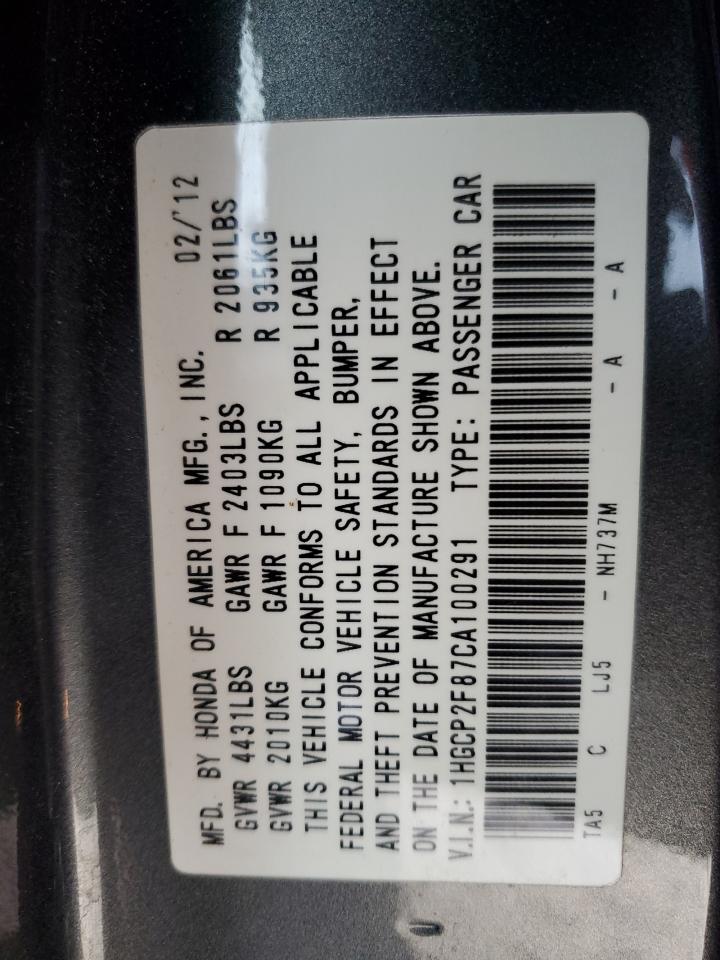 MFD. BY HONDA OF AMERICA MFG., INC. 02/'12
GVWR 4431LBS GAWR F 2403LBS R 2061LBS
GVWR 2010KG GAWR F 1090KG R 935KG
THIS VEHICLE CONFORMS TO ALL APPLICABLE
FEDERAL MOTOR VEHICLE SAFETY, BUMPER,
AND THEFT PREVENTION STANDARDS IN EFFECT
ON THE DATE OF MANUFACTURE SHOWN ABOVE.
V.I.N.: 1HGCP2F87CA100291 TYPE: PASSENGER CAR
TA5 C LJ5 - NH737M - A - A